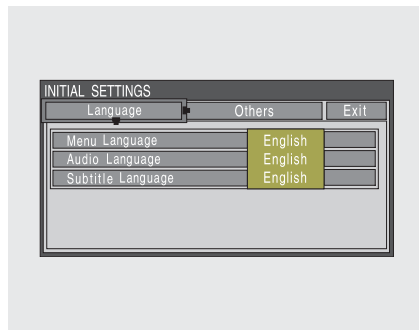 INITIAL SETTINGS
Language Others Exit
Menu Language English
Audio Language English
Subtitle Language English